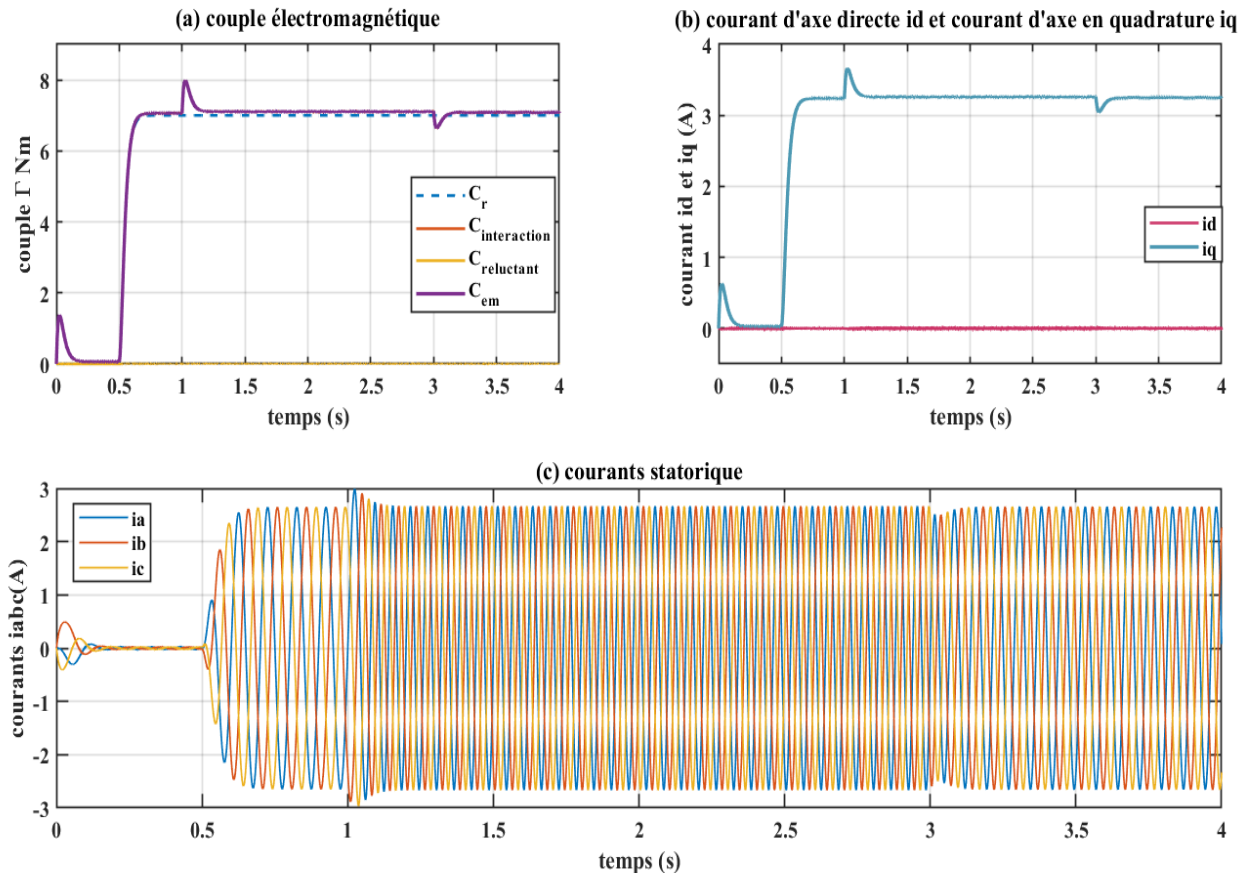 (a) couple électromagnétique
couple Γ Nm
8
6
4
2
0
0 0.5 1 1.5 2 2.5 3 3.5 4
temps (s)
C_r
C_interaction
C_reluctant
C_em
(b) courant d'axe directe id et courant d'axe en quadrature iq
courant id et iq (A)
4
3
2
1
0
0 0.5 1 1.5 2 2.5 3 3.5 4
temps (s)
id
iq
(c) courants statorique
courants iabc(A)
3
2
1
0
-1
-2
-3
0 0.5 1 1.5 2 2.5 3 3.5 4
temps (s)
ia
ib
ic